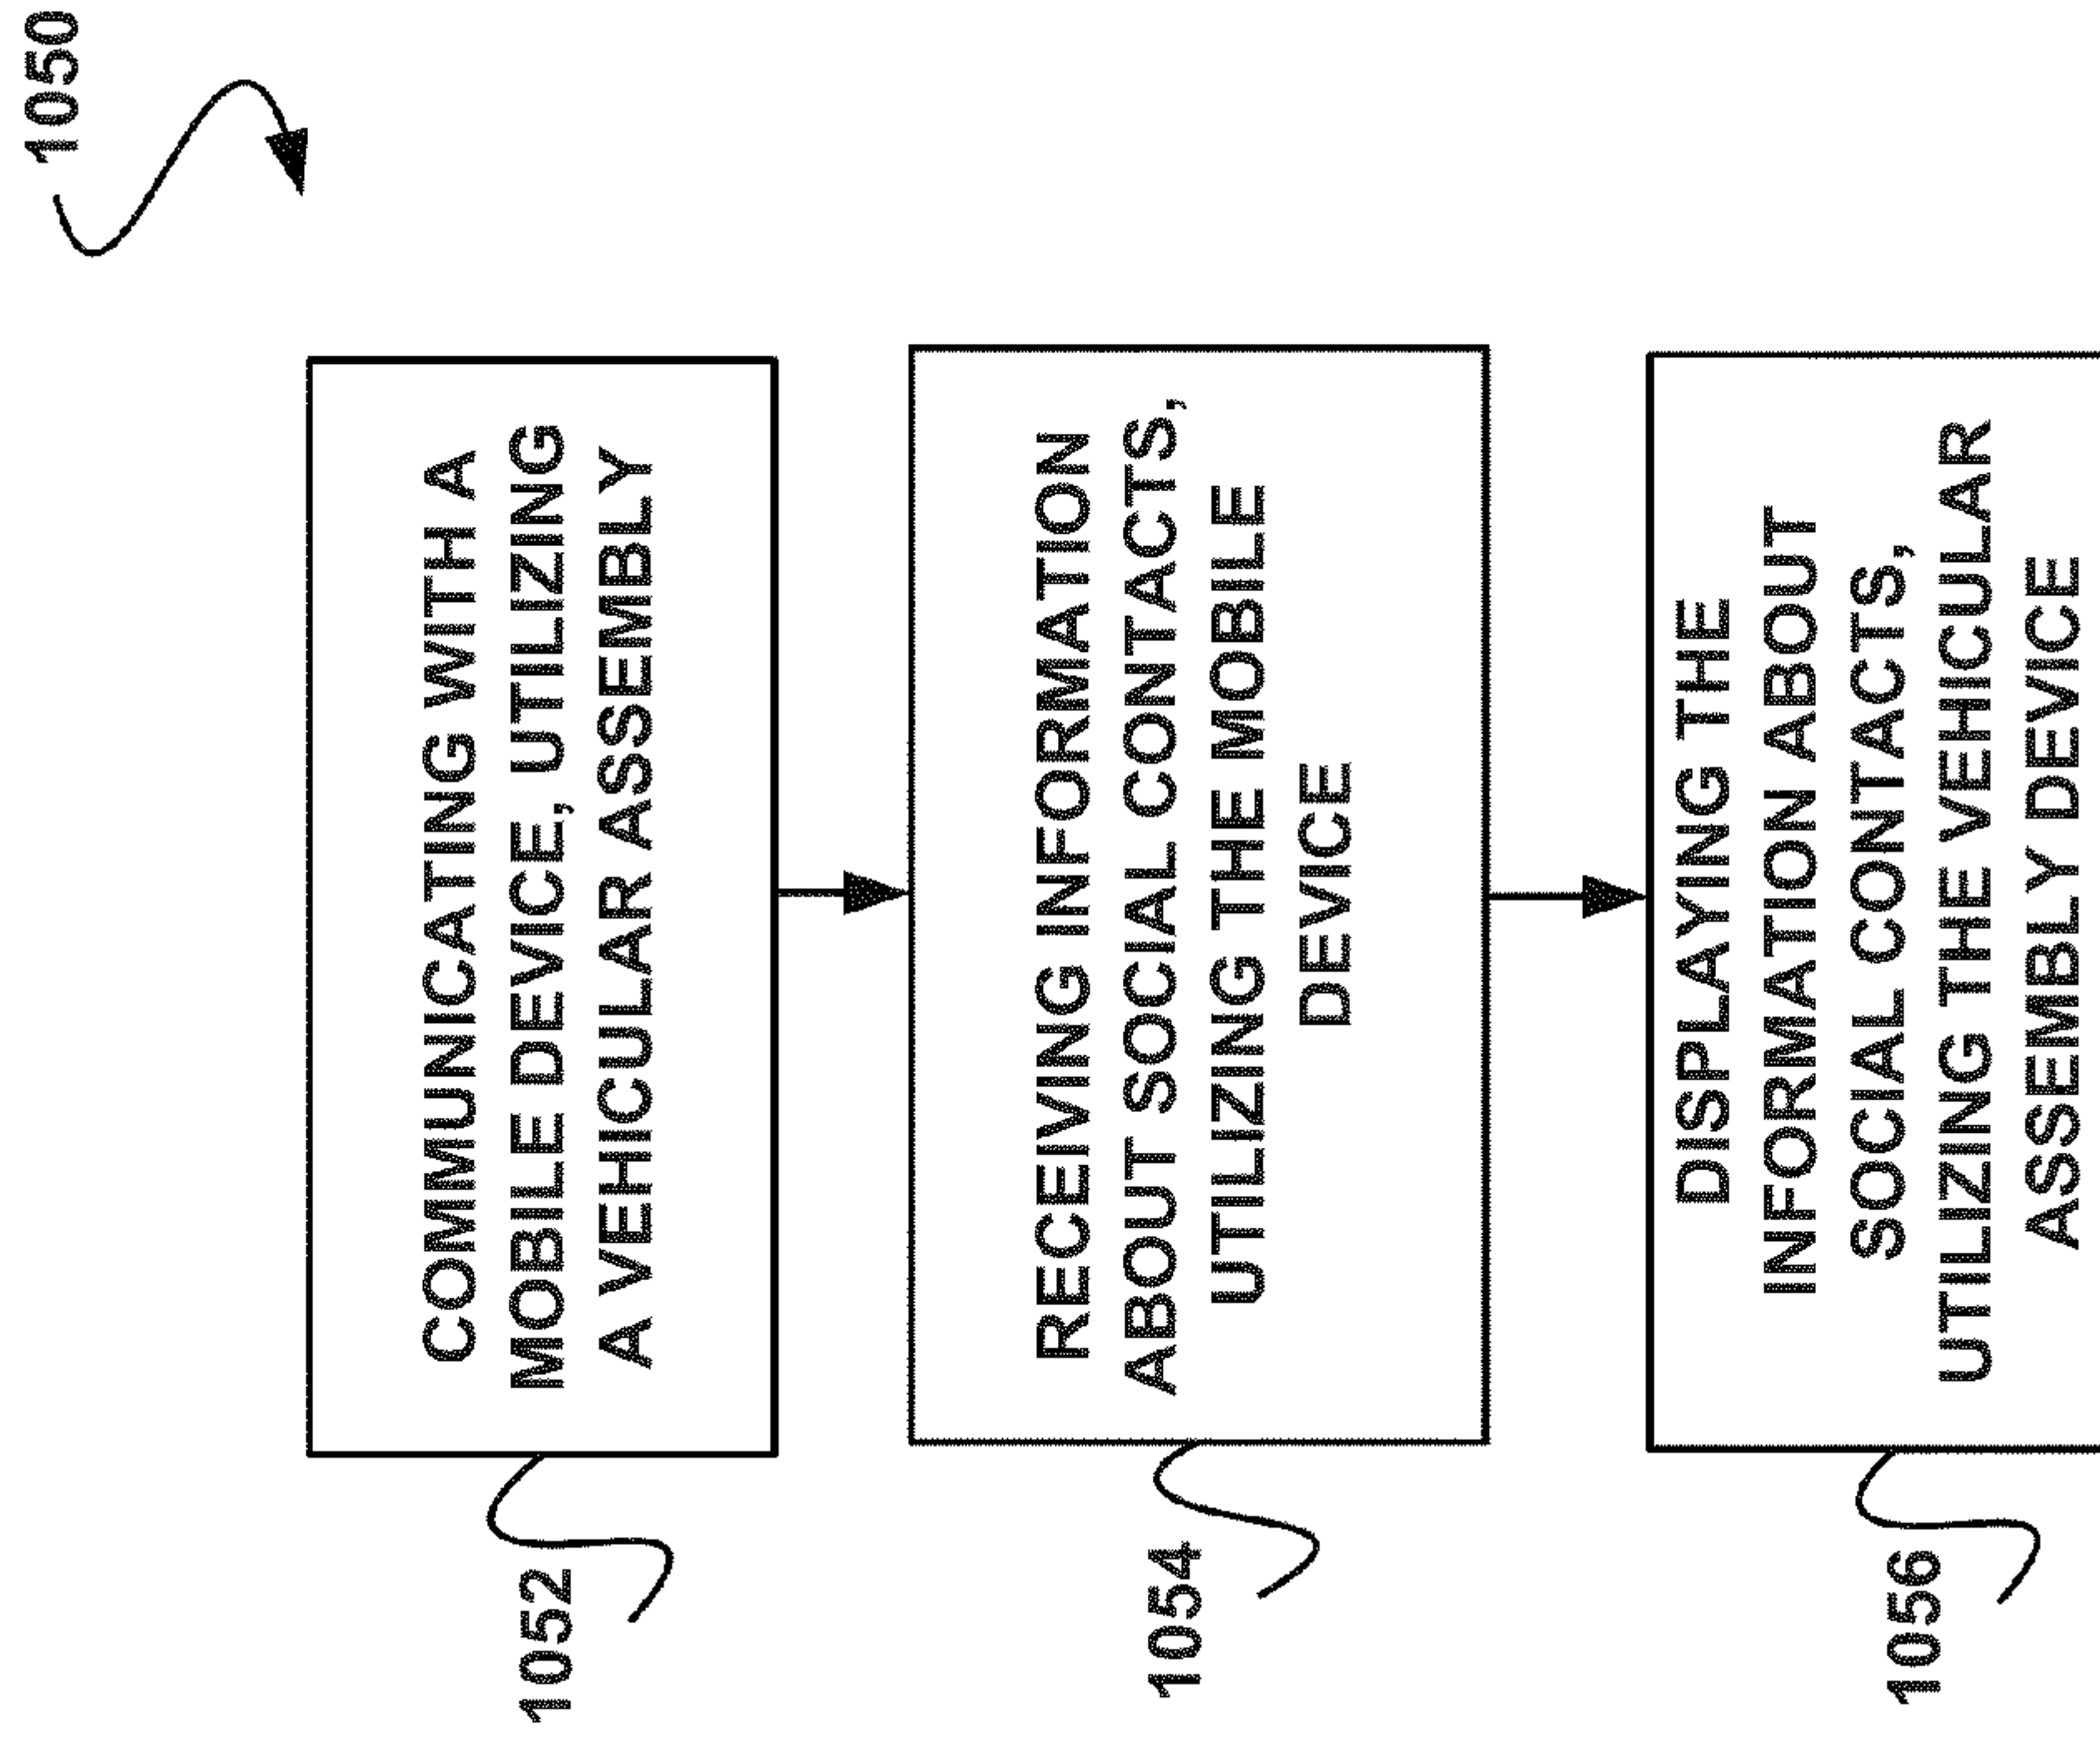 1050
COMMUNICATING WITH A
MOBILE DEVICE, UTILIZING
A VEHICULAR ASSEMBLY
1052
RECEIVING INFORMATION
ABOUT SOCIAL CONTACTS,
UTILIZING THE MOBILE
DEVICE
1054
DISPLAYING THE
INFORMATION ABOUT
SOCIAL CONTACTS,
UTILIZING THE VEHICULAR
ASSEMBLY DEVICE
1056